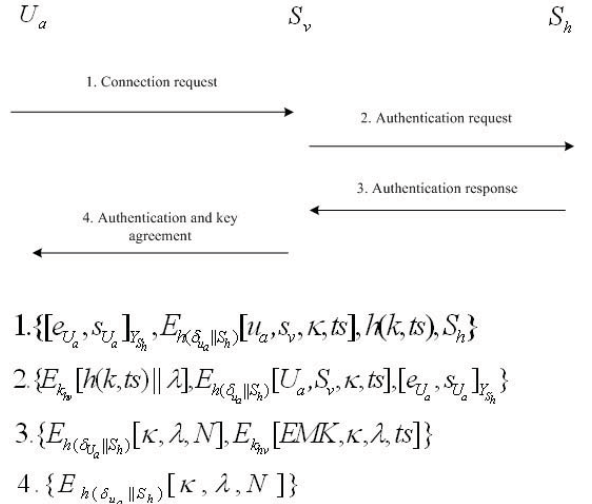 U_a S_v S_h
1. Connection request
2. Authentication request
3. Authentication response
4. Authentication and key
agreement
1.{[e_{U_a},s_{U_a}]_{Y_{S_h}},E_{h(δ_{u_a}||S_h)}[u_a,s_v,κ,ts],h(k,ts),S_h}
2.{E_{k_{hv}}[h(k,ts)||λ],E_{h(δ_{u_a}||S_h)}[U_a,S_v,κ,ts],[e_{U_a},s_{U_a}]_{Y_{S_h}}}
3.{E_{h(δ_{U_a}||S_h)}[κ,λ,N],E_{k_{hv}}[EMK,κ,λ,ts]}
4.{E_{h(δ_{u_a}||S_h)}[κ,λ,N]}